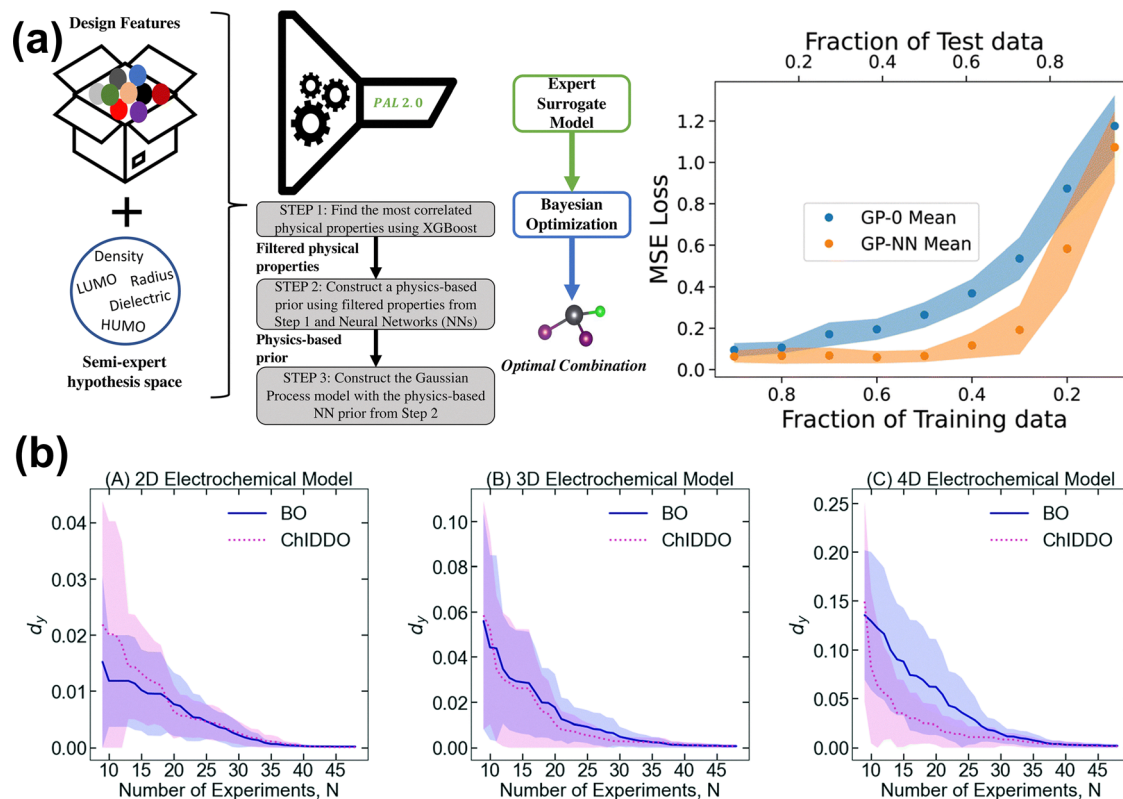 (a)
Design Features
+
Density
LUMO
Radius
Dielectric
HUMO
Semi-expert
hypothesis space
PAL 2.0
STEP 1: Find the most correlated
physical properties using XGBoost
Filtered physical
properties
STEP 2: Construct a physics-based
prior using filtered properties from
Step 1 and Neural Networks (NNs)
Physics-based
prior
STEP 3: Construct the Gaussian
Process model with the physics-based
NN prior from Step 2
Expert
Surrogate
Model
Bayesian
Optimization
Optimal Combination
Fraction of Test data
0.2 0.4 0.6 0.8
MSE Loss
1.2
1.0
0.8
0.6
0.4
0.2
0.0
GP-0 Mean
GP-NN Mean
0.8 0.6 0.4 0.2
Fraction of Training data
(b)
(A) 2D Electrochemical Model
BO
ChIDDO
dy
0.04
0.03
0.02
0.01
0.00
10 15 20 25 30 35 40 45
Number of Experiments, N
(B) 3D Electrochemical Model
BO
ChIDDO
dy
0.10
0.08
0.06
0.04
0.02
0.00
10 15 20 25 30 35 40 45
Number of Experiments, N
(C) 4D Electrochemical Model
BO
ChIDDO
dy
0.25
0.20
0.15
0.10
0.05
0.00
10 15 20 25 30 35 40 45
Number of Experiments, N